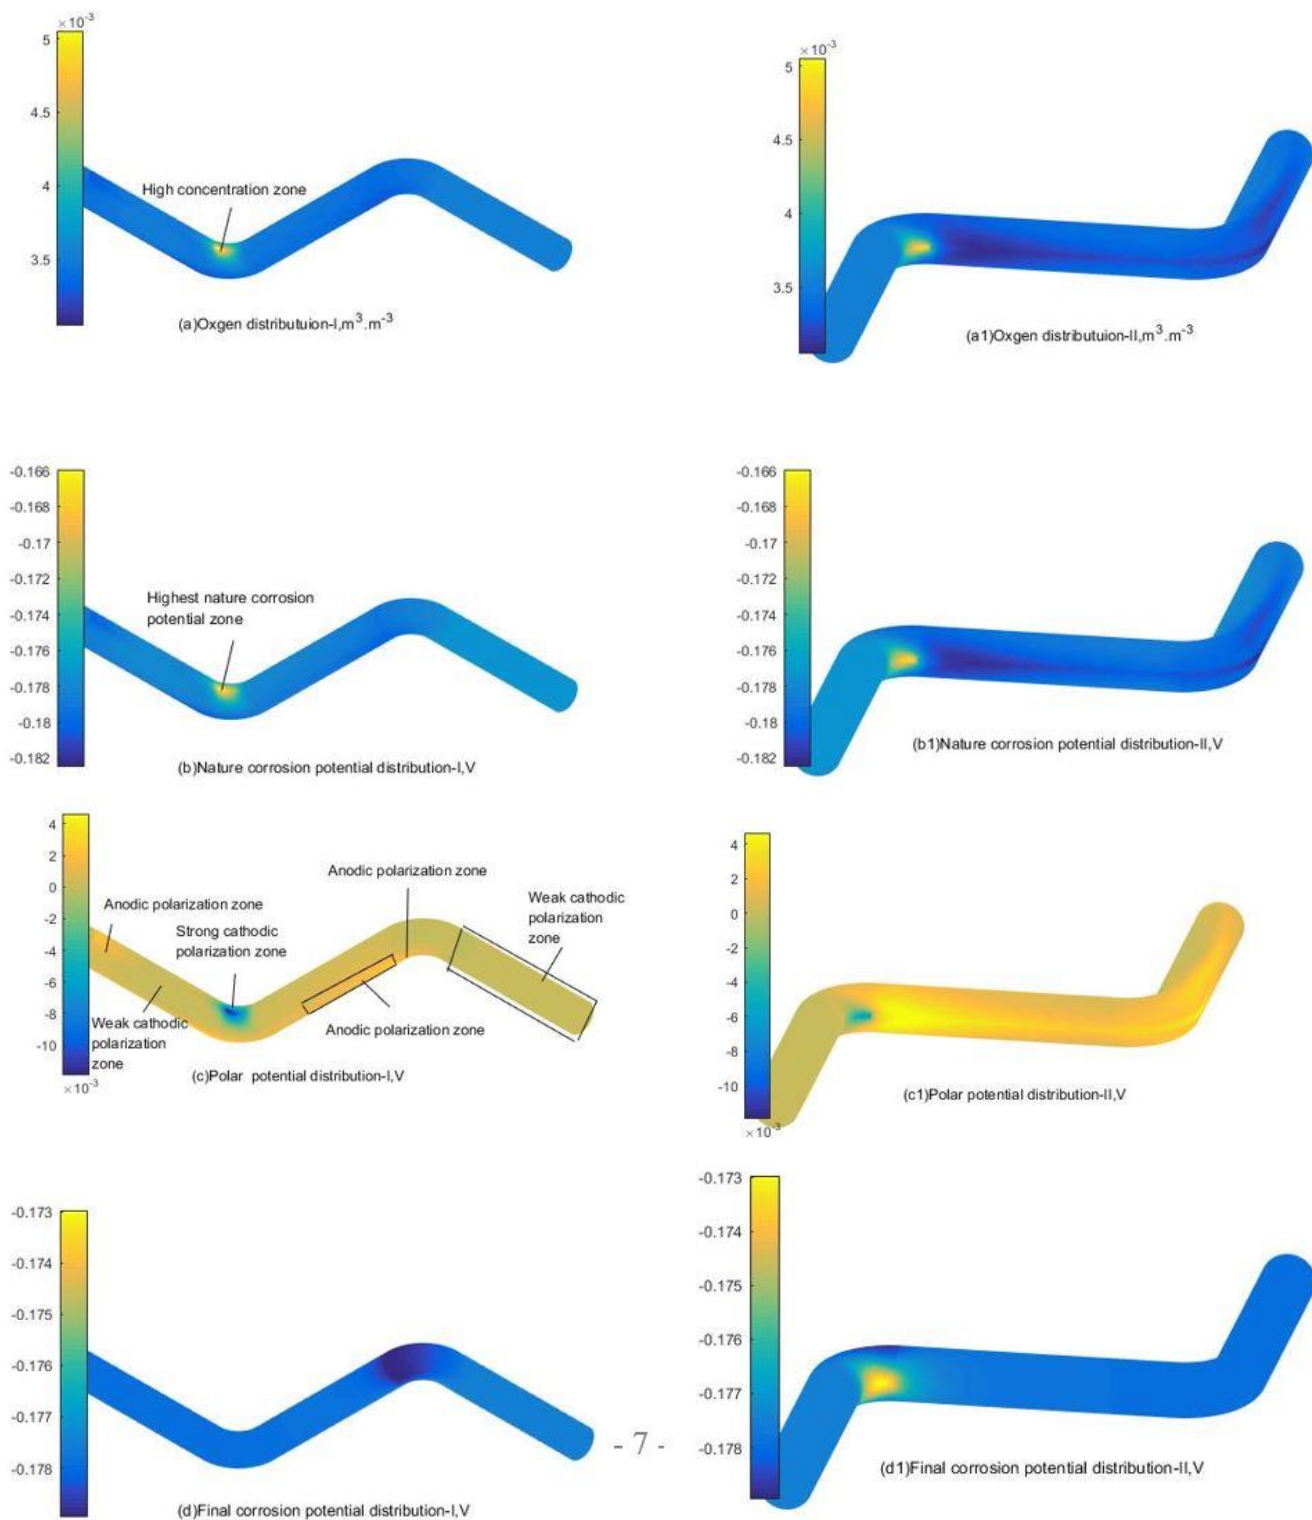 ×10⁻³
5
4.5
4
3.5
High concentration zone
(a)Oxgen distributuion-I,m³.m⁻³
×10⁻³
5
4.5
4
3.5
(a1)Oxgen distributuion-II,m³.m⁻³
-0.166
-0.168
-0.17
-0.172
-0.174
-0.176
-0.178
-0.18
-0.182
Highest nature corrosion
potential zone
(b)Nature corrosion potential distribution-I,V
-0.166
-0.168
-0.17
-0.172
-0.174
-0.176
-0.178
-0.18
-0.182
(b1)Nature corrosion potential distribution-II,V
4
2
0
-2
-4
-6
-8
-10
×10⁻³
Anodic polarization zone
Strong cathodic
polarization zone
Weak cathodic
polarization
zone
Anodic polarization zone
Anodic polarization zone
Weak cathodic
polarization
zone
(c)Polar potential distribution-I,V
4
2
0
-2
-4
-6
-8
-10
×10⁻³
(c1)Polar potential distribution-II,V
-0.173
-0.174
-0.175
-0.176
-0.177
-0.178
(d)Final corrosion potential distribution-I,V
-0.173
-0.174
-0.175
-0.176
-0.177
-0.178
(d1)Final corrosion potential distribution-II,V
- 7 -